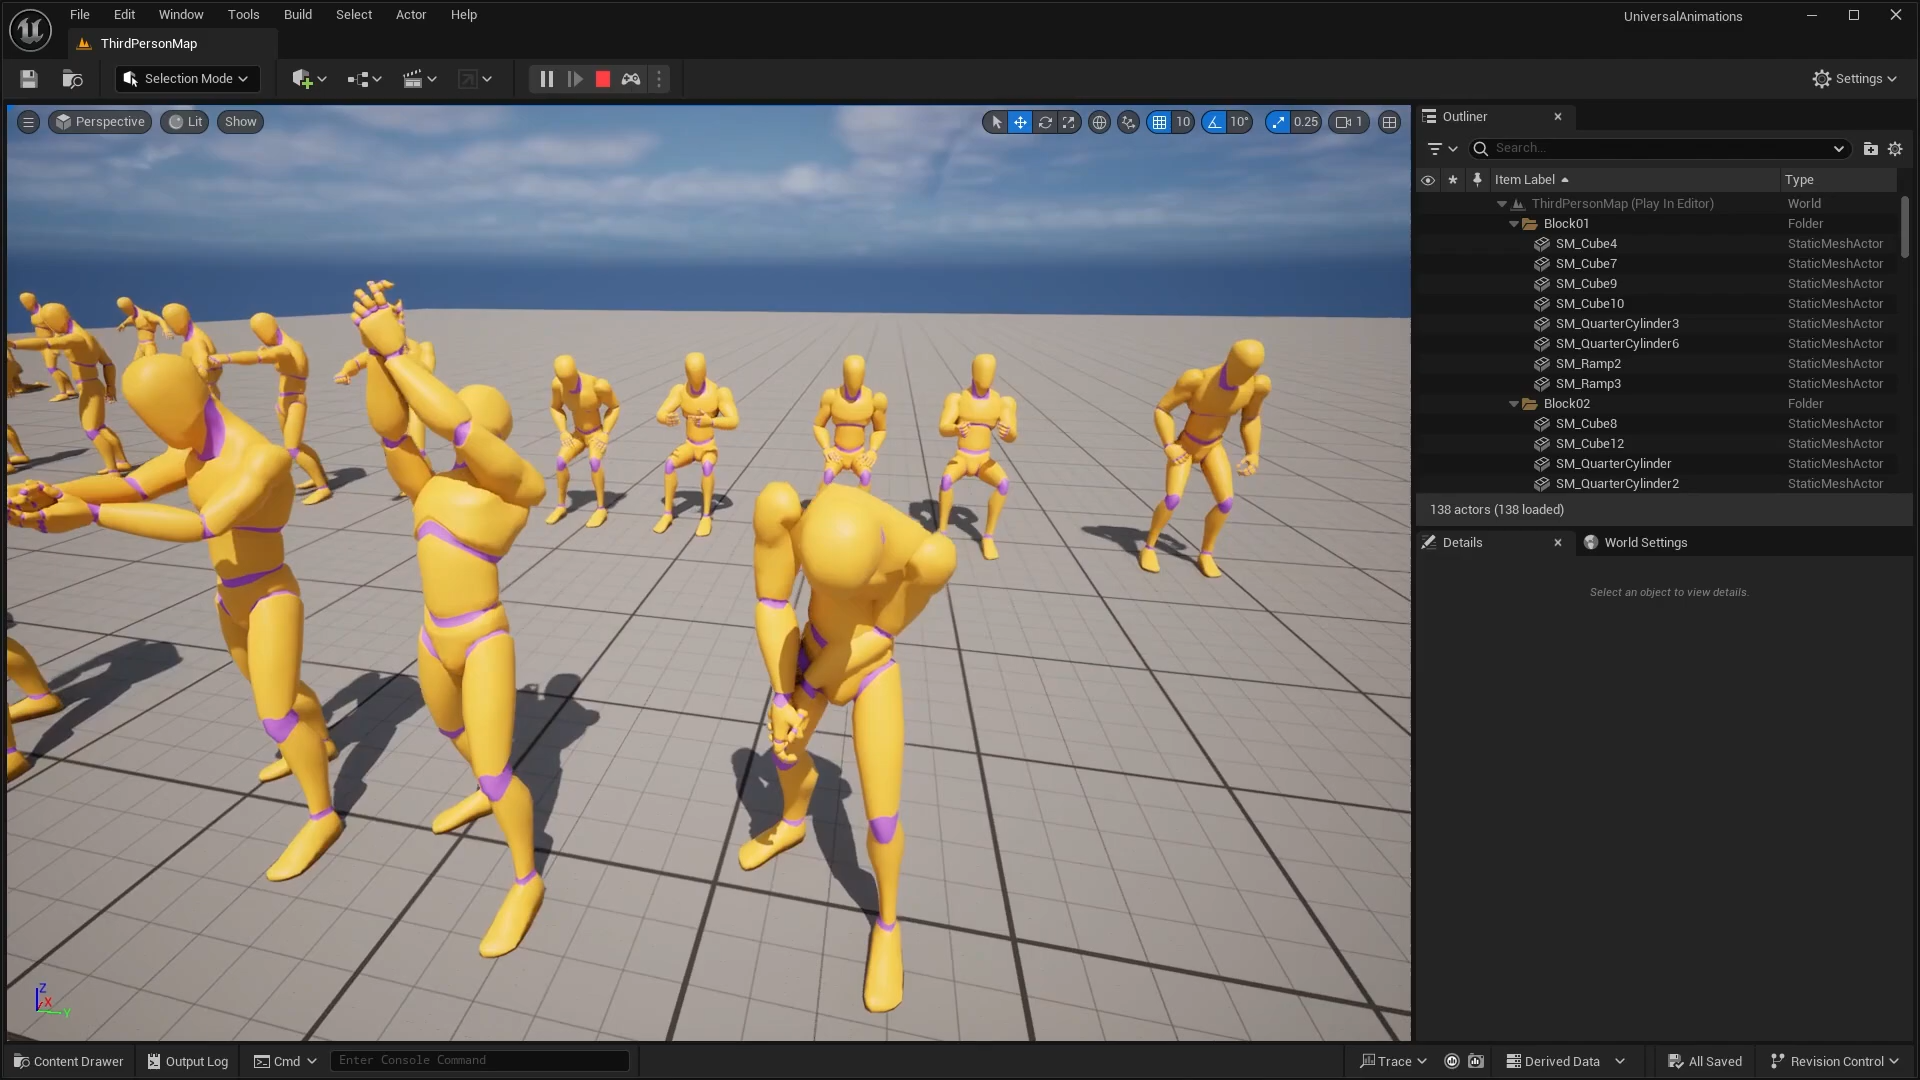 File Edit Window Tools Build Select Actor Help
UniversalAnimations
ThirdPersonMap
Selection Mode
Settings
Perspective Lit Show
10 10° 0.25 1
Outliner
Search...
Item Label Type
ThirdPersonMap (Play In Editor) World
Block01 Folder
SM_Cube4 StaticMeshActor
SM_Cube7 StaticMeshActor
SM_Cube9 StaticMeshActor
SM_Cube10 StaticMeshActor
SM_QuarterCylinder3 StaticMeshActor
SM_QuarterCylinder6 StaticMeshActor
SM_Ramp2 StaticMeshActor
SM_Ramp3 StaticMeshActor
Block02 Folder
SM_Cube8 StaticMeshActor
SM_Cube12 StaticMeshActor
SM_QuarterCylinder StaticMeshActor
SM_QuarterCylinder2 StaticMeshActor
138 actors (138 loaded)
Details World Settings
Select an object to view details.
Z
X
Y
Content Drawer Output Log Cmd Enter Console Command Trace Derived Data All Saved Revision Control